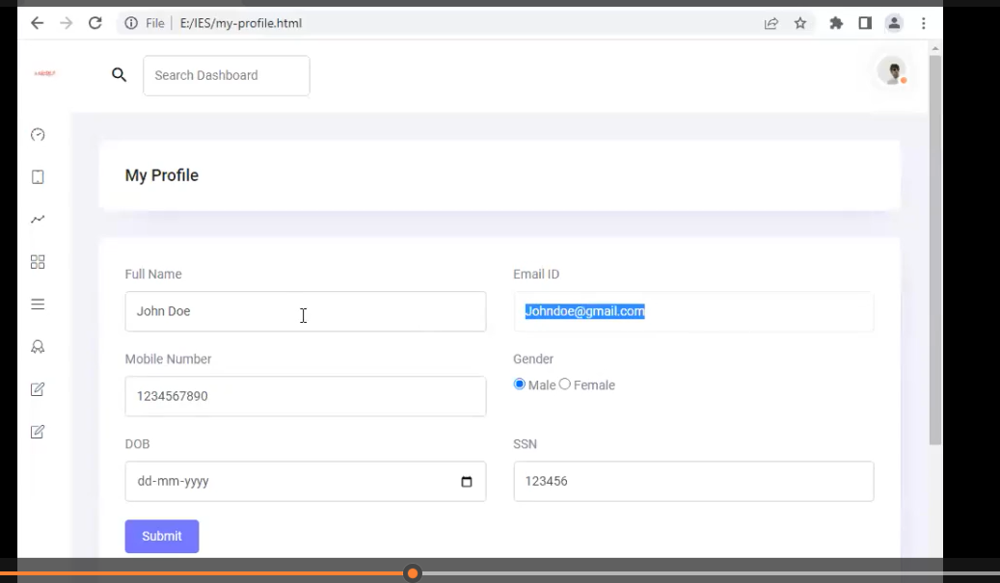 File E:/IES/my-profile.html
Search Dashboard
My Profile
Full Name Email ID
John Doe Johndoe@gmail.com
Mobile Number Gender
1234567890 Male Female
DOB SSN
dd-mm-yyyy 123456
Submit